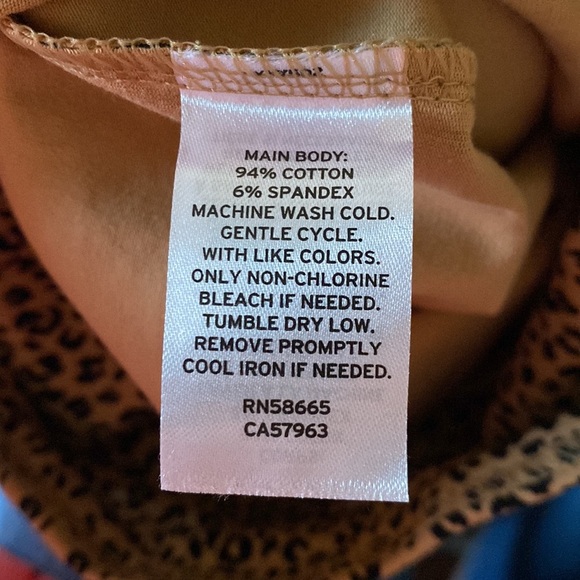 MAIN BODY:
94% COTTON
6% SPANDEX
MACHINE WASH COLD.
GENTLE CYCLE.
WITH LIKE COLORS.
ONLY NON-CHLORINE
BLEACH IF NEEDED.
TUMBLE DRY LOW.
REMOVE PROMPTLY
COOL IRON IF NEEDED.
RN58665
CA57963